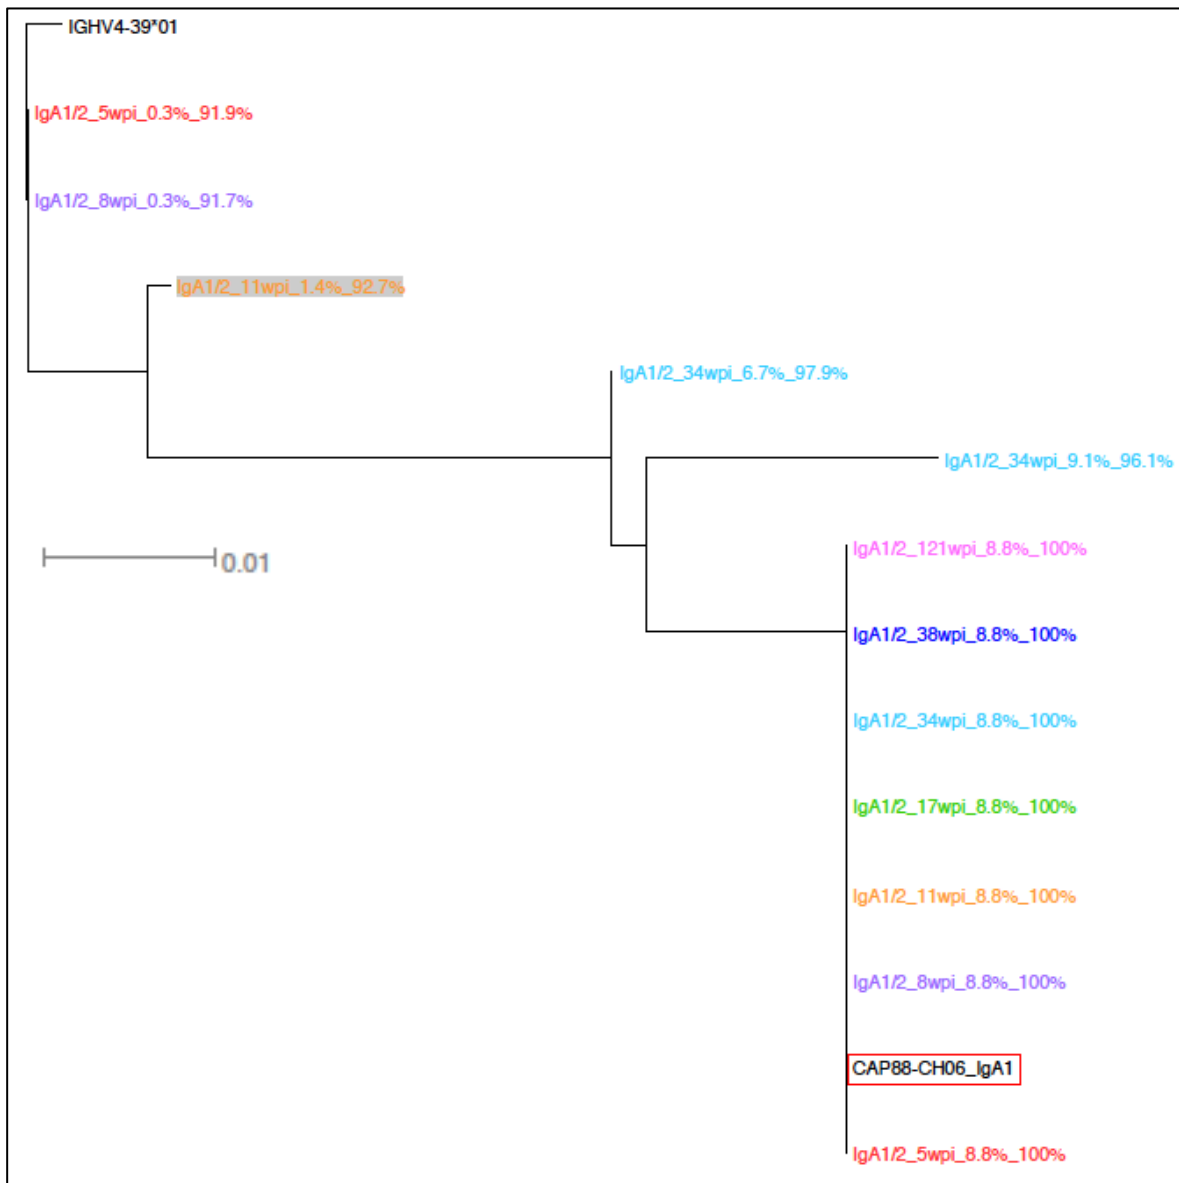 IGHV4-39*01
IgA1/2_5wpi_0.3%_91.9%
IgA1/2_8wpi_0.3%_91.7%
IgA1/2_11wpi_1.4%_92.7%
IgA1/2_34wpi_6.7%_97.9%
IgA1/2_34wpi_9.1%_96.1%
IgA1/2_121wpi_8.8%_100%
0.01
IgA1/2_38wpi_8.8%_100%
IgA1/2_34wpi_8.8%_100%
IgA1/2_17wpi_8.8%_100%
IgA1/2_11wpi_8.8%_100%
IgA1/2_8wpi_8.8%_100%
CAP88-CH06_IgA1
IgA1/2_5wpi_8.8%_100%